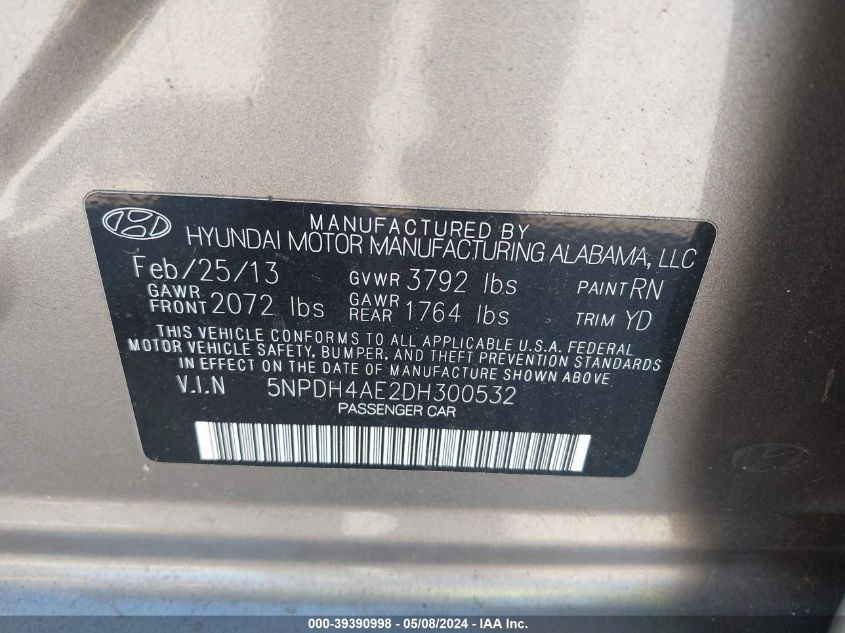 MANUFACTURED BY
HYUNDAI MOTOR MANUFACTURING ALABAMA, LLC
Feb/25/13 GVWR 3792 lbs PAINT RN
GAWR FRONT 2072 lbs GAWR REAR 1764 lbs TRIM YD
THIS VEHICLE CONFORMS TO ALL APPLICABLE U.S.A. FEDERAL
MOTOR VEHICLE SAFETY, BUMPER, AND THEFT PREVENTION STANDARDS
IN EFFECT ON THE DATE OF MANUFACTURE SHOWN ABOVE.
V.I.N 5NPDH4AE2DH300532
PASSENGER CAR
000-39390998 - 05/08/2024 - IAA Inc.